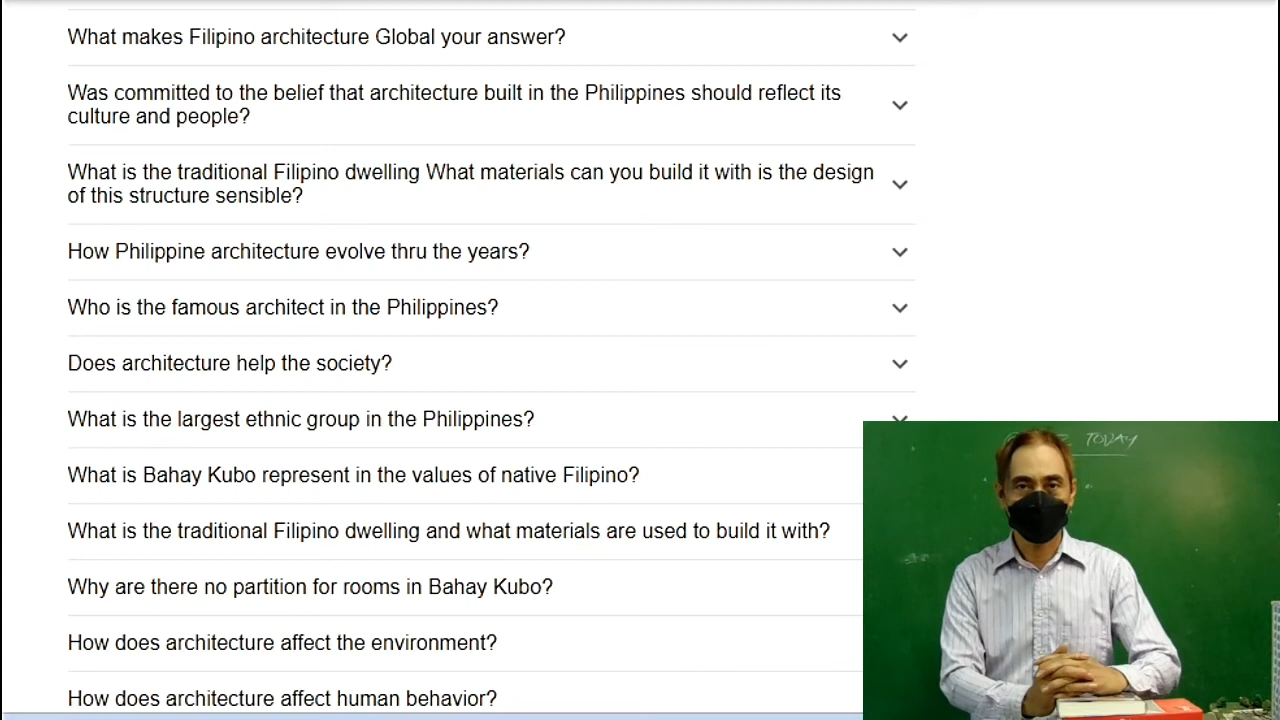 What makes Filipino architecture Global your answer?
Was committed to the belief that architecture built in the Philippines should reflect its
culture and people?
What is the traditional Filipino dwelling What materials can you build it with is the design
of this structure sensible?
How Philippine architecture evolve thru the years?
Who is the famous architect in the Philippines?
Does architecture help the society?
What is the largest ethnic group in the Philippines?
What is Bahay Kubo represent in the values of native Filipino?
What is the traditional Filipino dwelling and what materials are used to build it with?
Why are there no partition for rooms in Bahay Kubo?
How does architecture affect the environment?
How does architecture affect human behavior?
TODAY